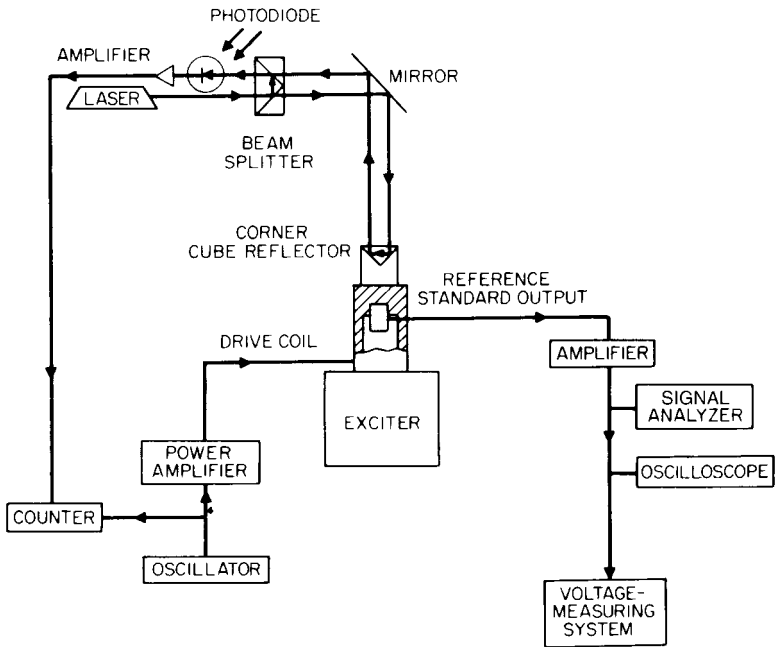 PHOTODIODE
AMPLIFIER
MIRROR
LASER
BEAM
SPLITTER
CORNER
CUBE REFLECTOR
REFERENCE
STANDARD OUTPUT
DRIVE COIL
AMPLIFIER
SIGNAL
ANALYZER
EXCITER
POWER
AMPLIFIER
OSCILLOSCOPE
COUNTER
OSCILLATOR
VOLTAGE-
MEASURING
SYSTEM